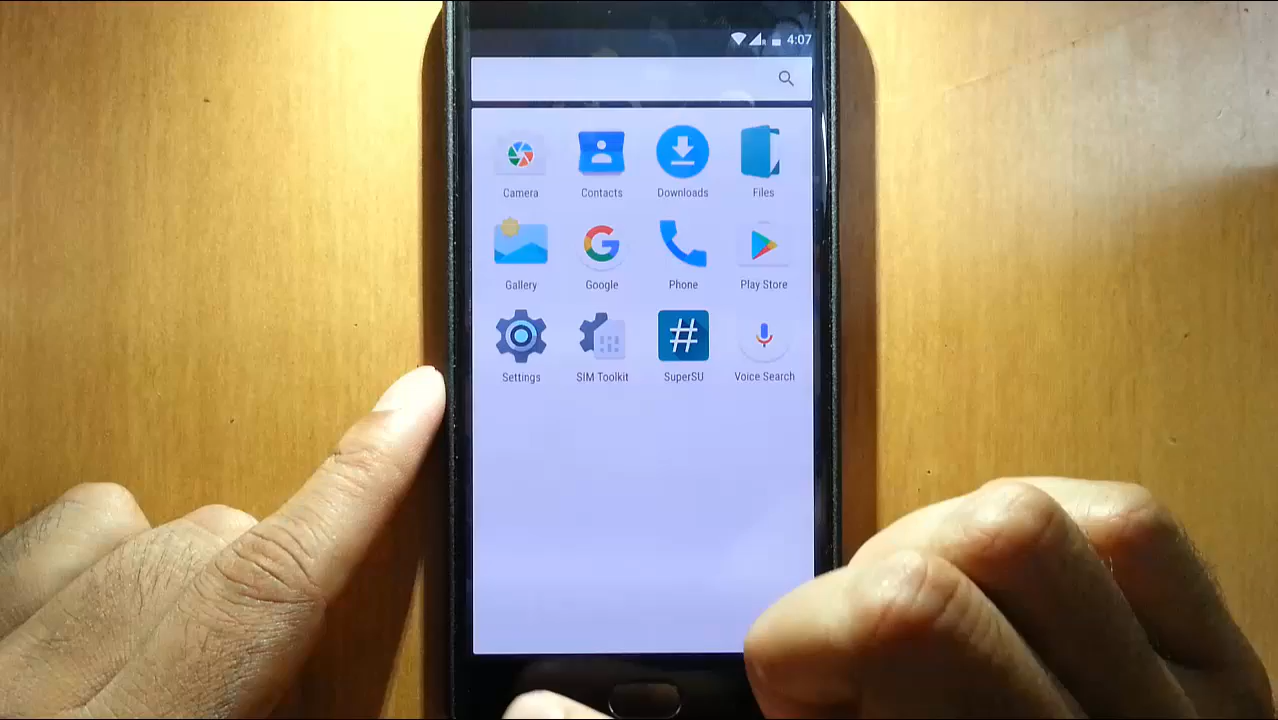 4:07
Camera Contacts Downloads Files
Gallery Google Phone Play Store
Settings SIM Toolkit SuperSU Voice Search